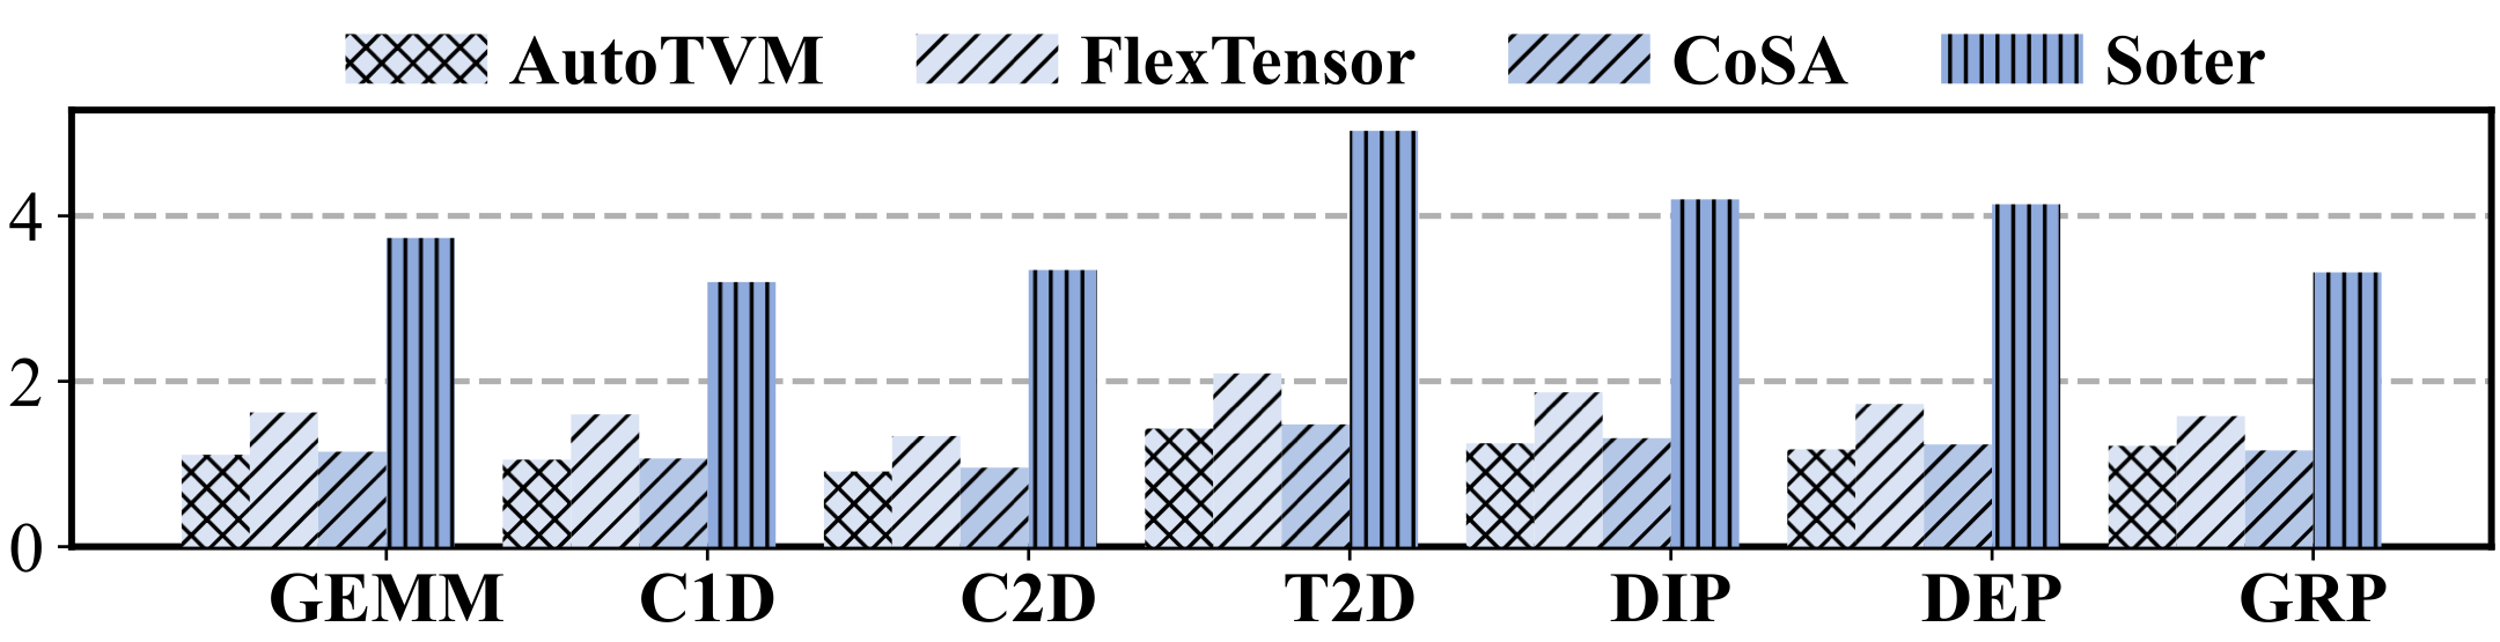 AutoTVM FlexTensor CoSA Soter
4
2
0
GEMM C1D C2D T2D DIP DEP GRP